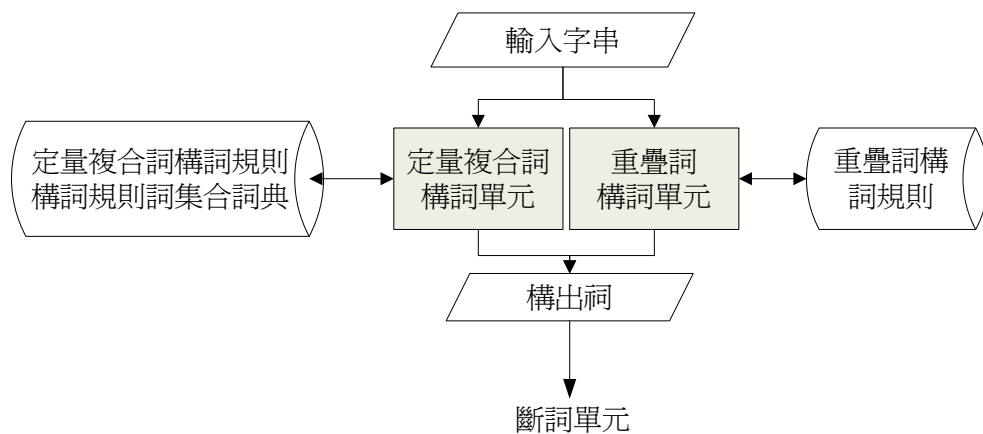 輸入字串
定量複合詞構詞規則
構詞規則詞集合詞典
定量複合詞
構詞單元
重疊詞
構詞單元
重疊詞構
詞規則
構出祠
斷詞單元